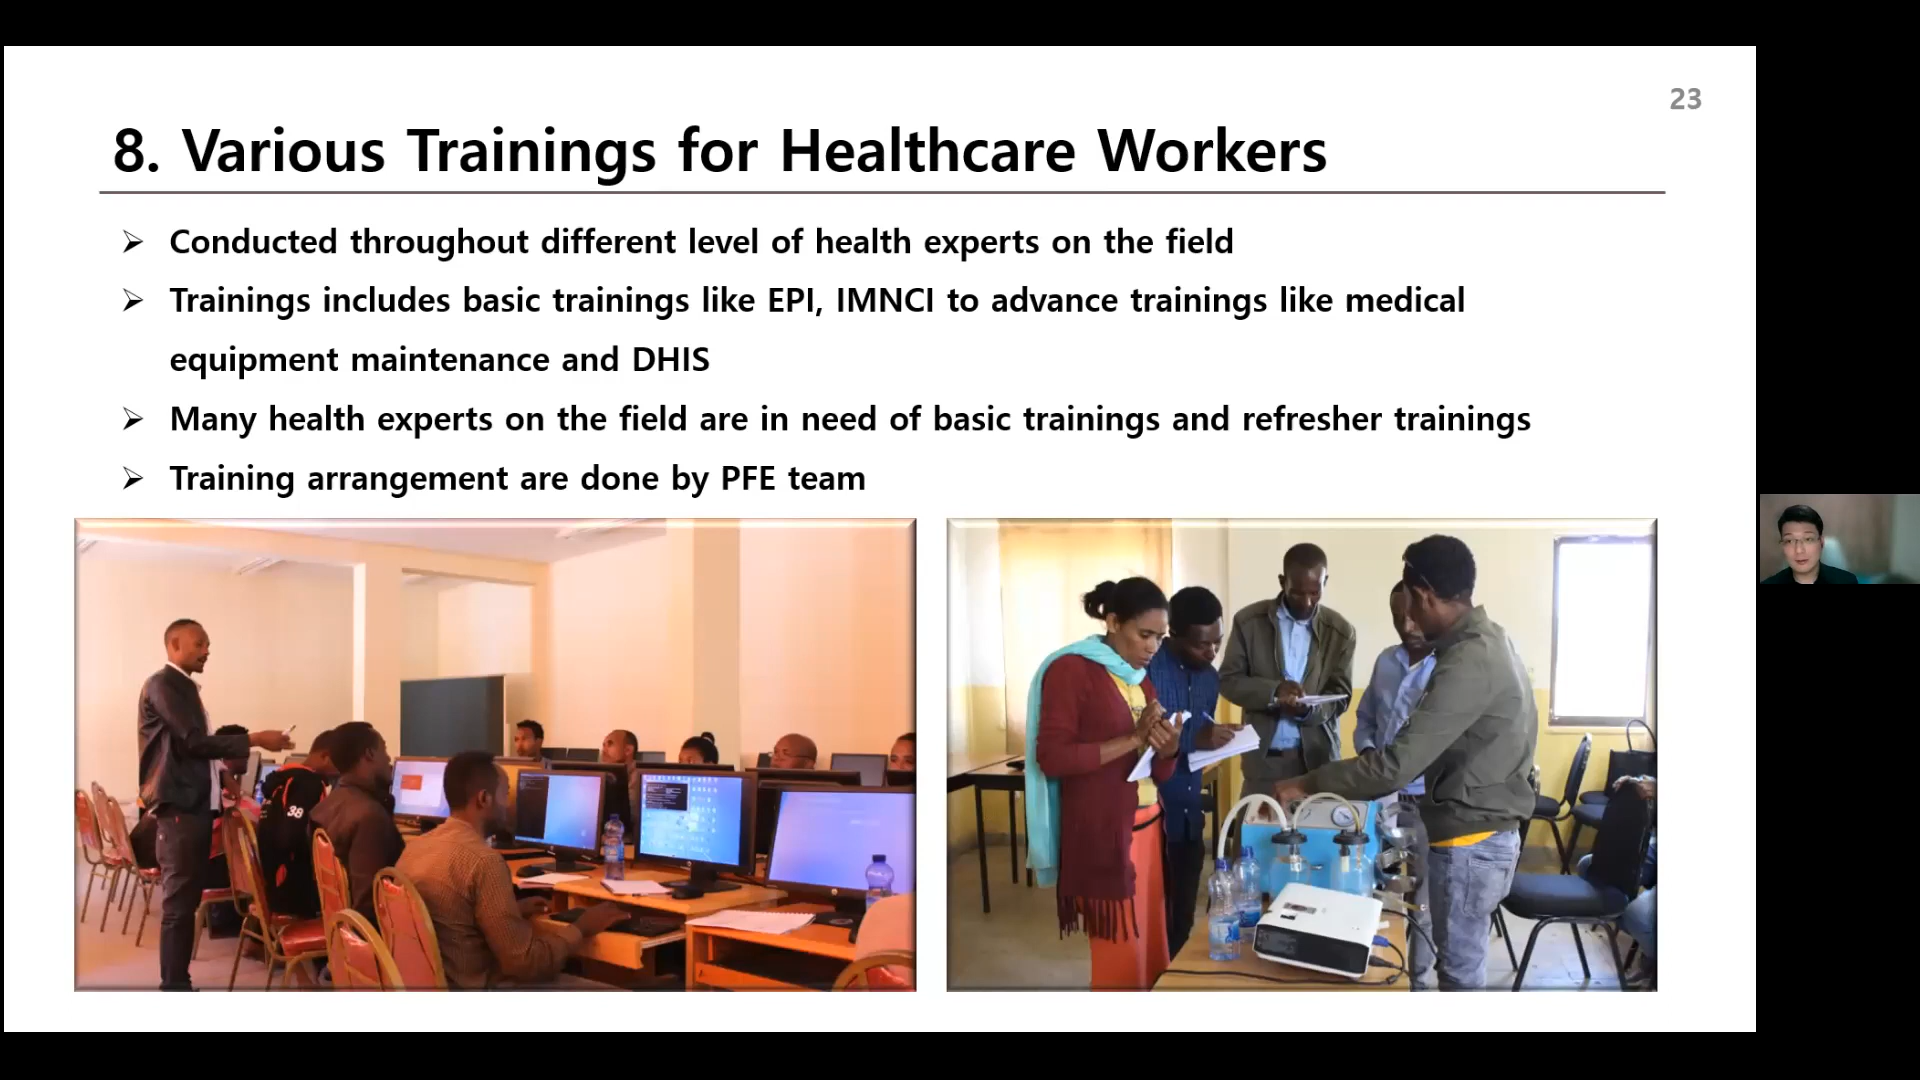 23
8. Various Trainings for Healthcare Workers
➢ Conducted throughout different level of health experts on the field
➢ Trainings includes basic trainings like EPI, IMNCI to advance trainings like medical
equipment maintenance and DHIS
➢ Many health experts on the field are in need of basic trainings and refresher trainings
➢ Training arrangement are done by PFE team
38